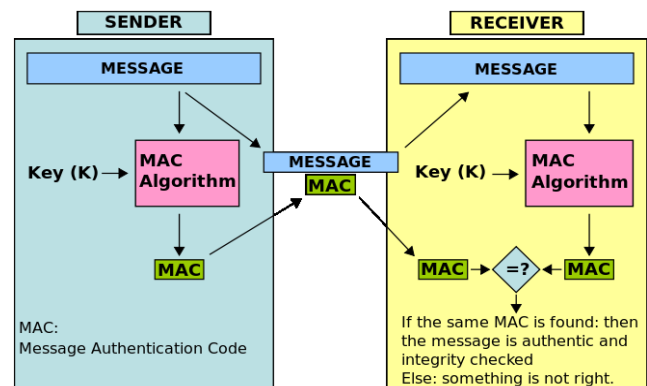 SENDER
MESSAGE
Key (K)
MAC
Algorithm
MAC
MAC:
Message Authentication Code
MESSAGE
MAC
RECEIVER
MESSAGE
Key (K)
MAC
Algorithm
MAC
=?
MAC
If the same MAC is found: then
the message is authentic and
integrity checked
Else: something is not right.